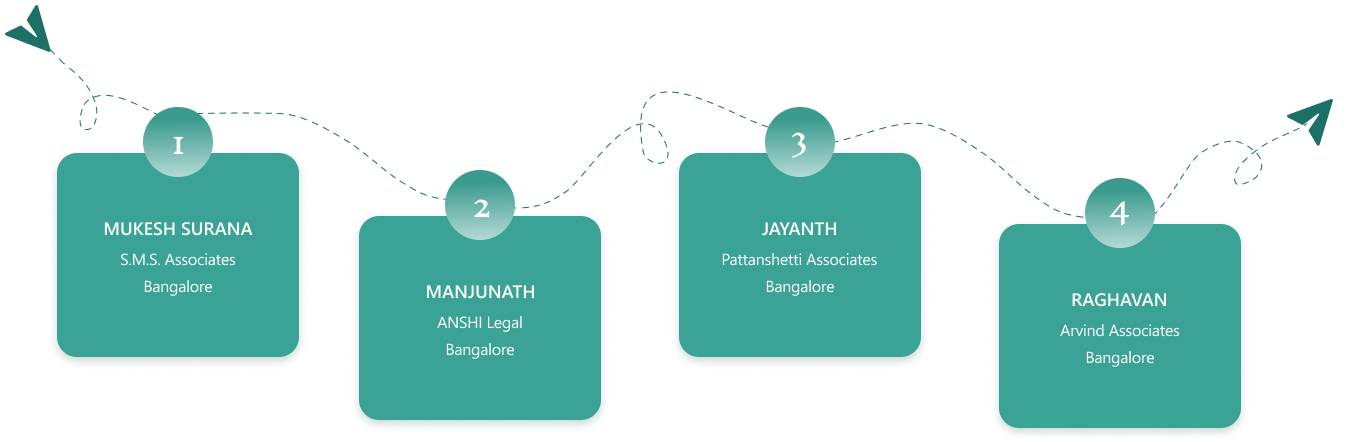 1
MUKESH SURANA
S.M.S. Associates
Bangalore
2
MANJUNATH
ANSHI Legal
Bangalore
3
JAYANTH
Pattanshetti Associates
Bangalore
4
RAGHAVAN
Arvind Associates
Bangalore